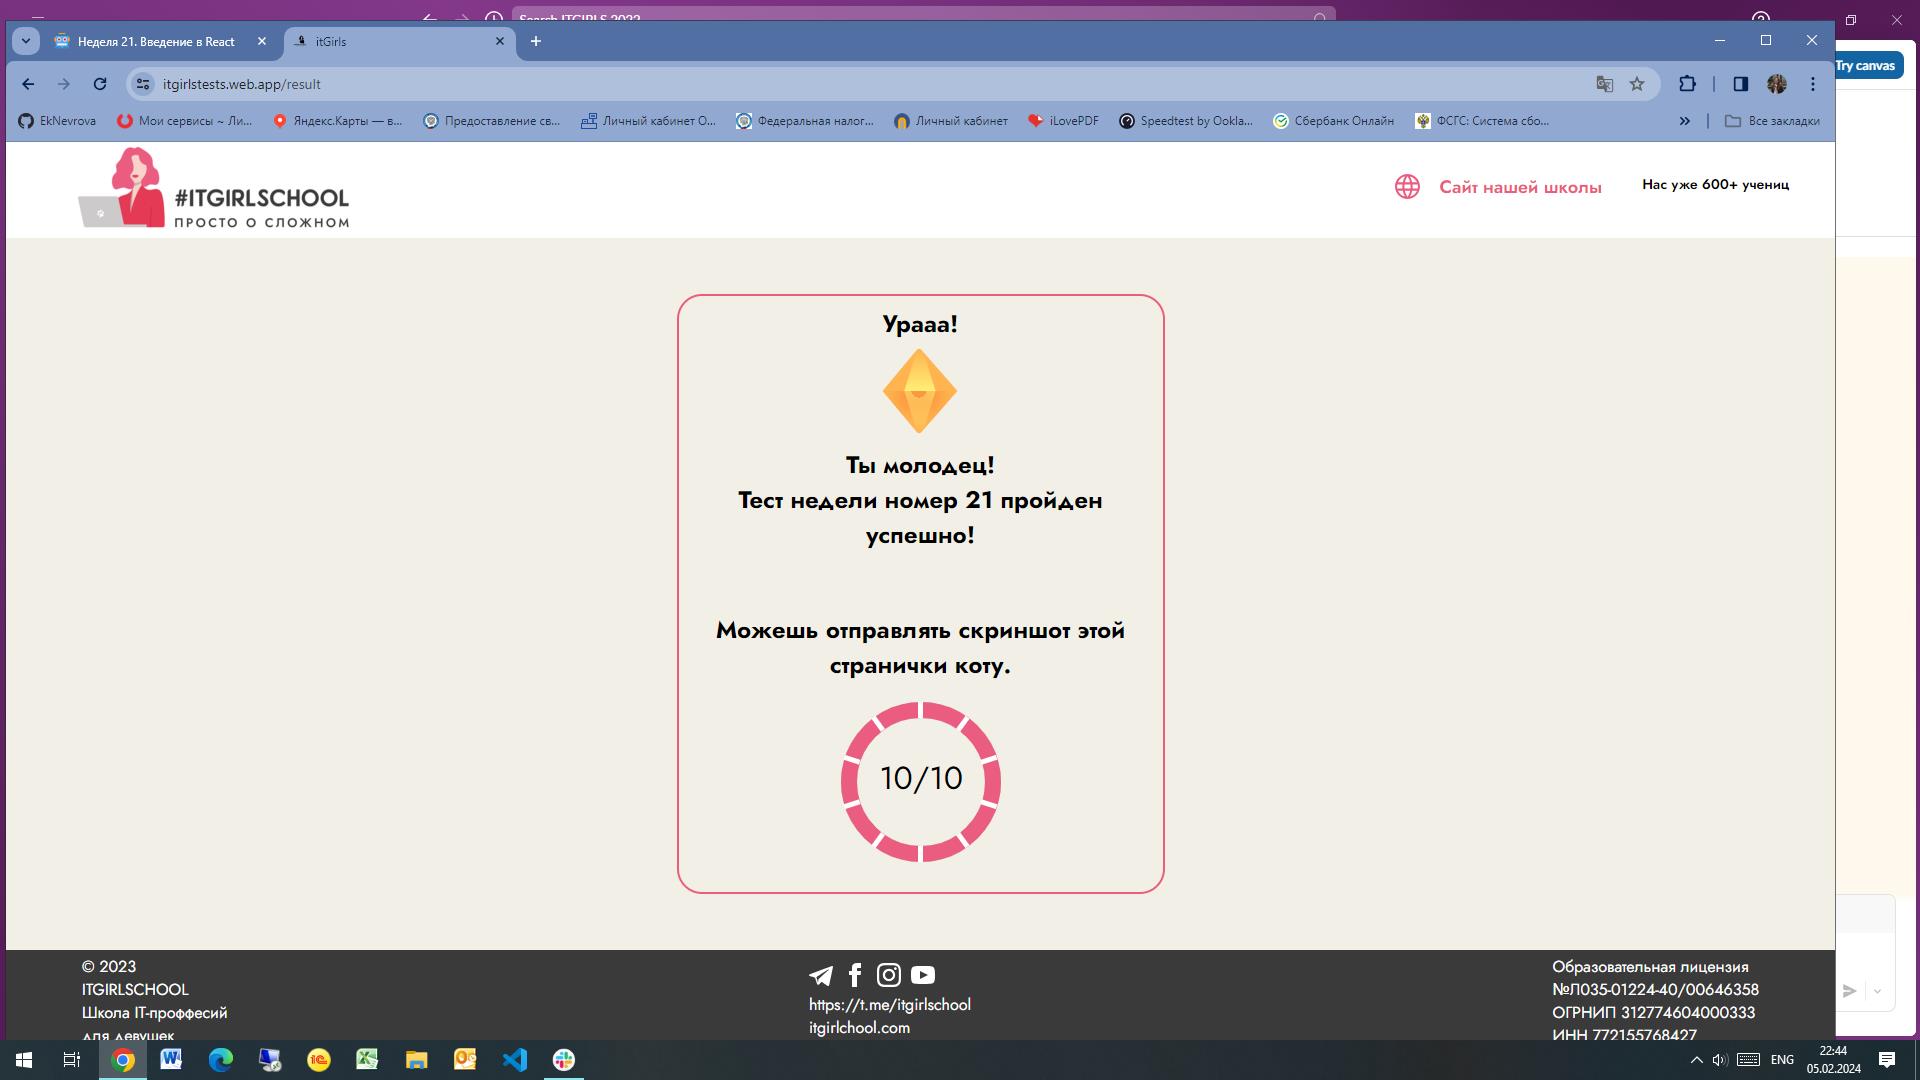 Search ITGIRLS 2022
Неделя 21. Введение в React
itGirls
Try canvas
itgirlstests.web.app/result
EkNevrova
Мои сервисы ~ Ли...
Яндекс.Карты — в...
Предоставление св...
Личный кабинет О...
Федеральная налог...
Личный кабинет
iLovePDF
Speedtest by Ookla...
Сбербанк Онлайн
ФСГС: Система сбо...
Все закладки
#ITGIRLSCHOOL
ПРОСТО О СЛОЖНОМ
Сайт нашей школы
Нас уже 600+ учениц
Урааа!
Ты молодец!
Тест недели номер 21 пройден
успешно!
Можешь отправлять скриншот этой
странички коту.
10/10
© 2023
ITGIRLSCHOOL
Школа IT-проффесий
для девушек
https://t.me/itgirlschool
itgirlchool.com
Образовательная лицензия
№Л035-01224-40/00646358
ОГРНИП 312774604000333
ИНН 772155768427
ENG
22:44
05.02.2024